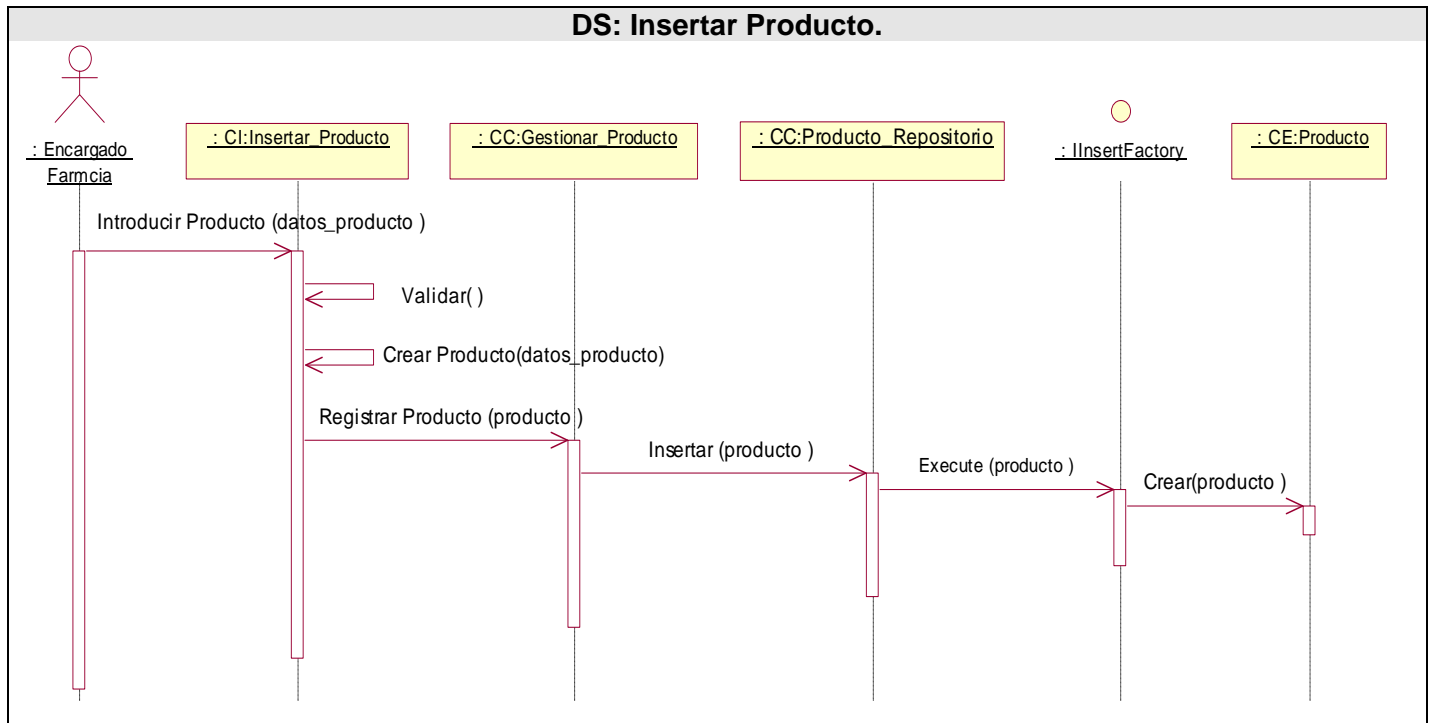 DS: Insertar Producto.
: Encargado
Farmcia
: CI:Insertar_Producto
: CC:Gestionar_Producto
: CC:Producto_Repositorio
: IInsertFactory
: CE:Producto
Introducir Producto (datos_producto )
Validar( )
Crear Producto(datos_producto)
Registrar Producto (producto )
Insertar (producto )
Execute (producto )
Crear(producto )